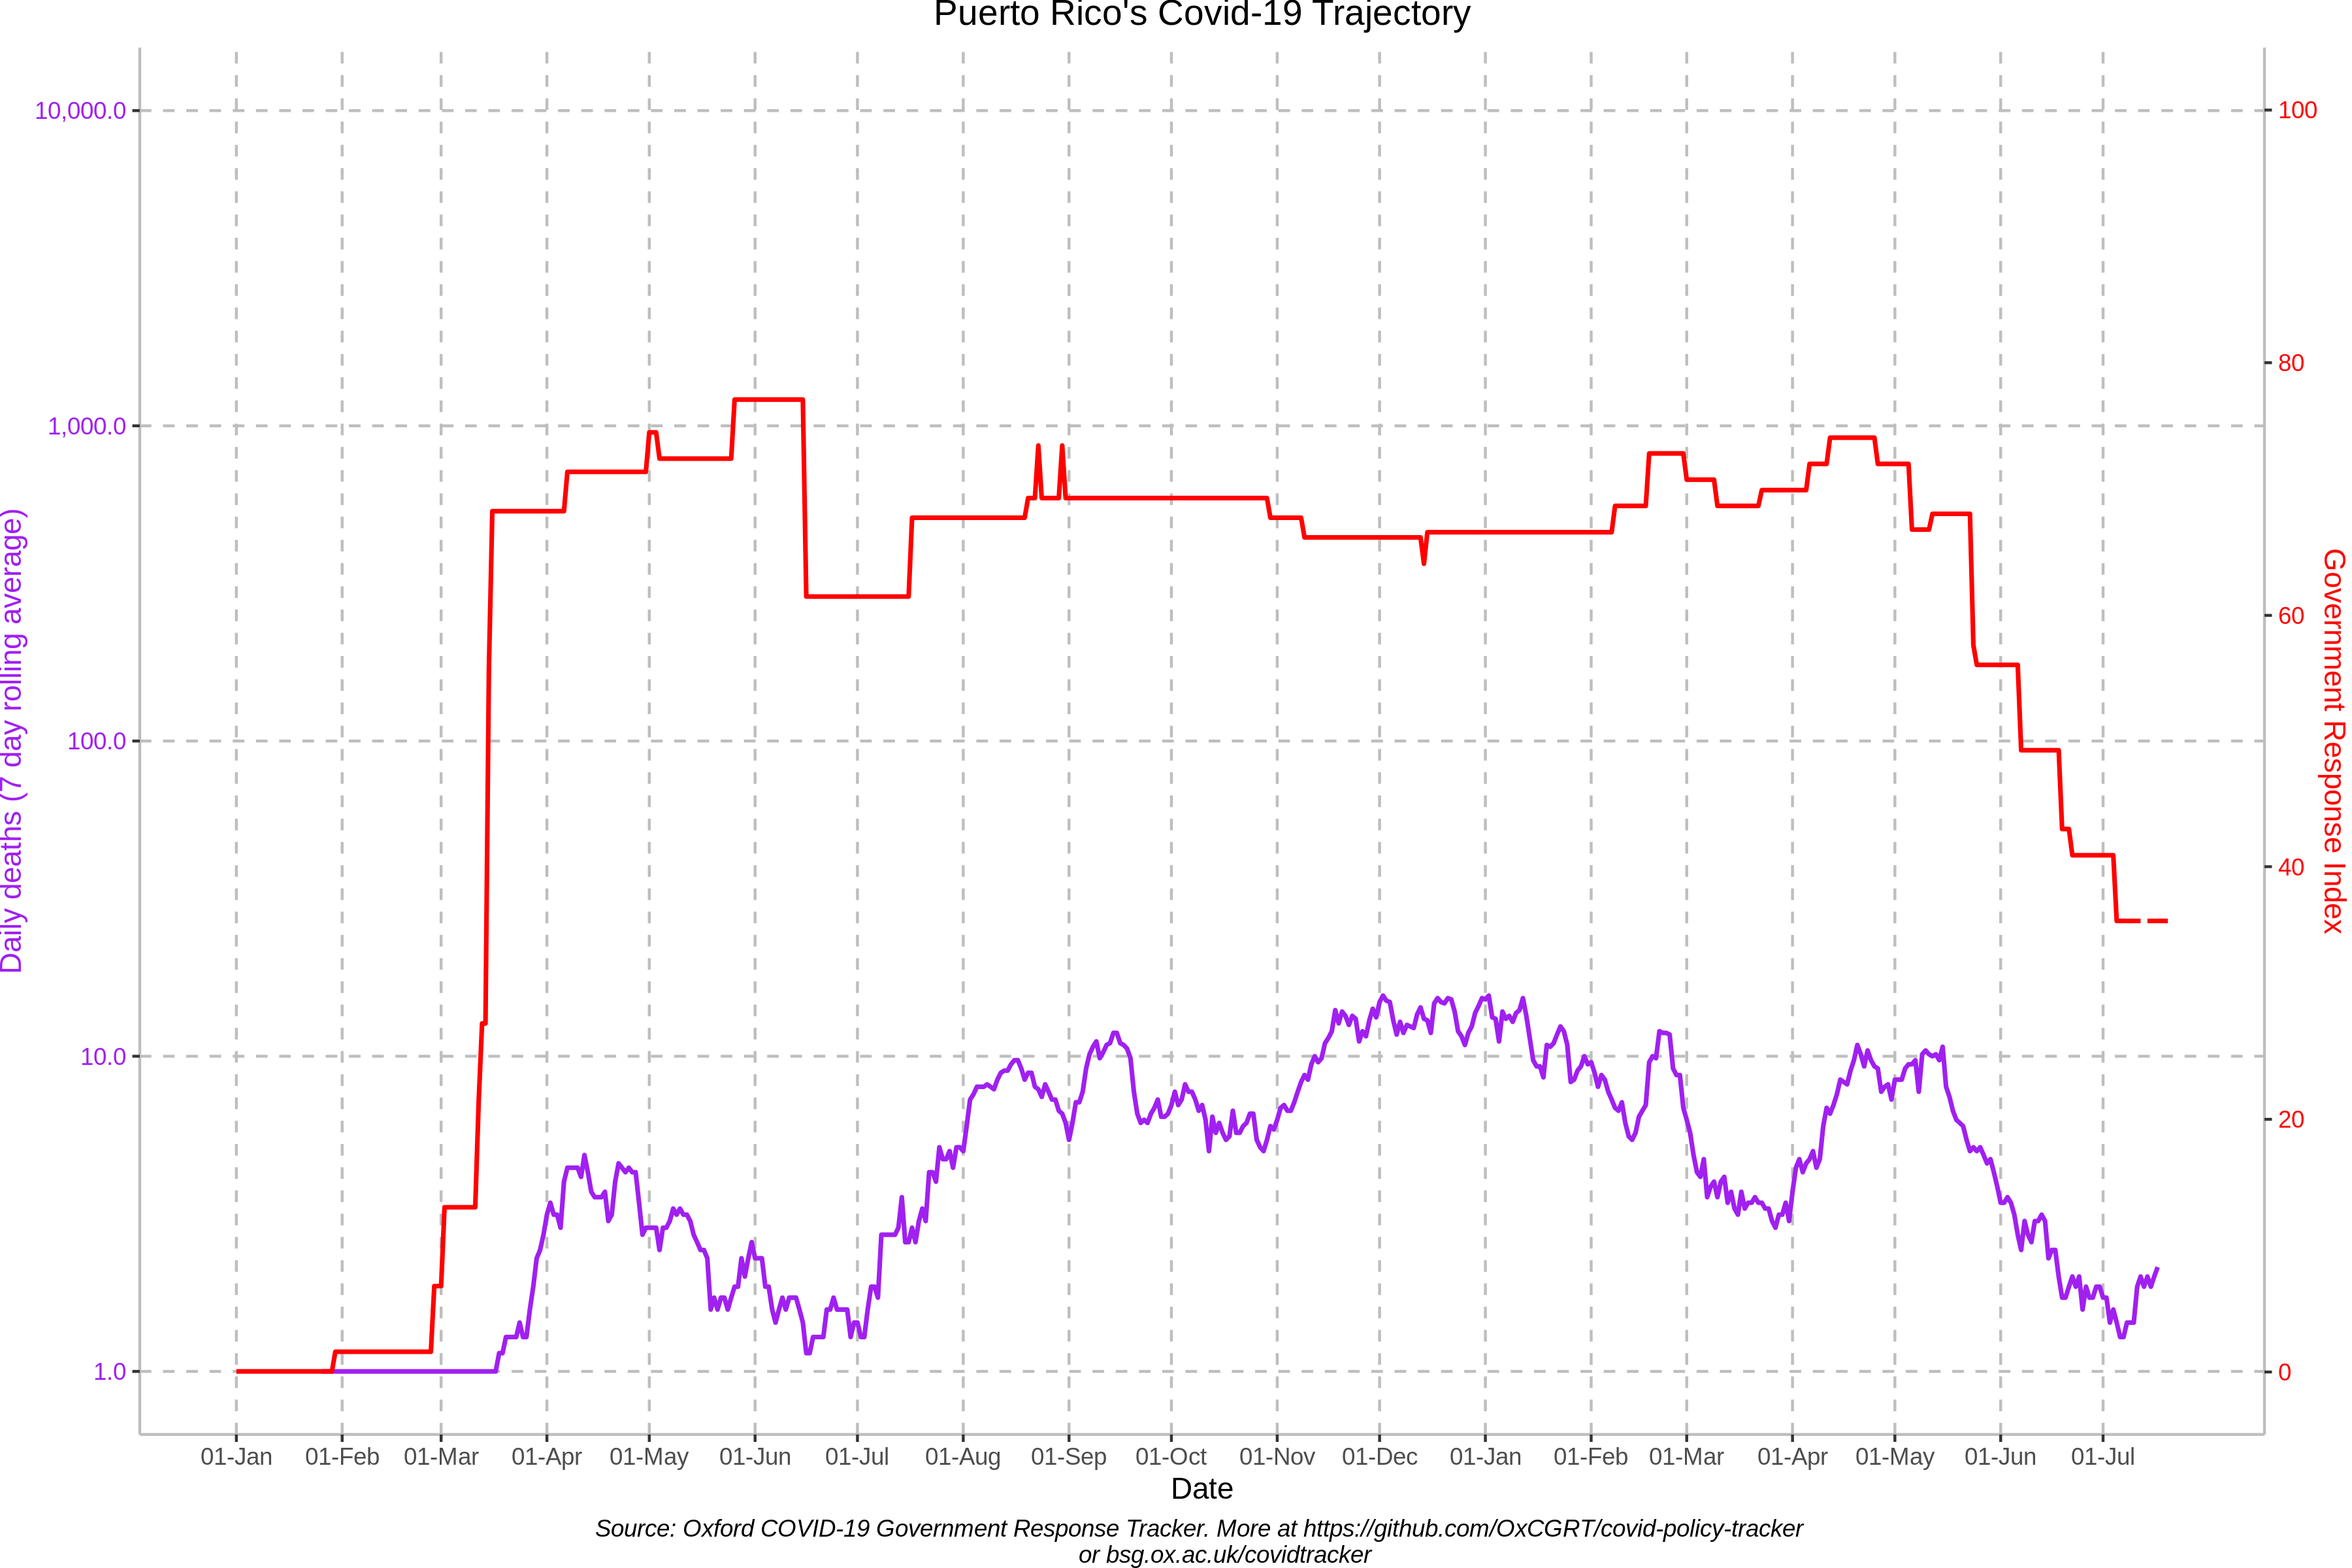 Puerto Rico's Covid-19 Trajectory
10,000.0
1,000.0
100.0
10.0
1.0
Daily deaths (7 day rolling average)
100
80
60
40
20
0
Government Response Index
01-Jan 01-Feb 01-Mar 01-Apr 01-May 01-Jun 01-Jul 01-Aug 01-Sep 01-Oct 01-Nov 01-Dec 01-Jan 01-Feb 01-Mar 01-Apr 01-May 01-Jun 01-Jul
Date
Source: Oxford COVID-19 Government Response Tracker. More at https://github.com/OxCGRT/covid-policy-tracker
or bsg.ox.ac.uk/covidtracker